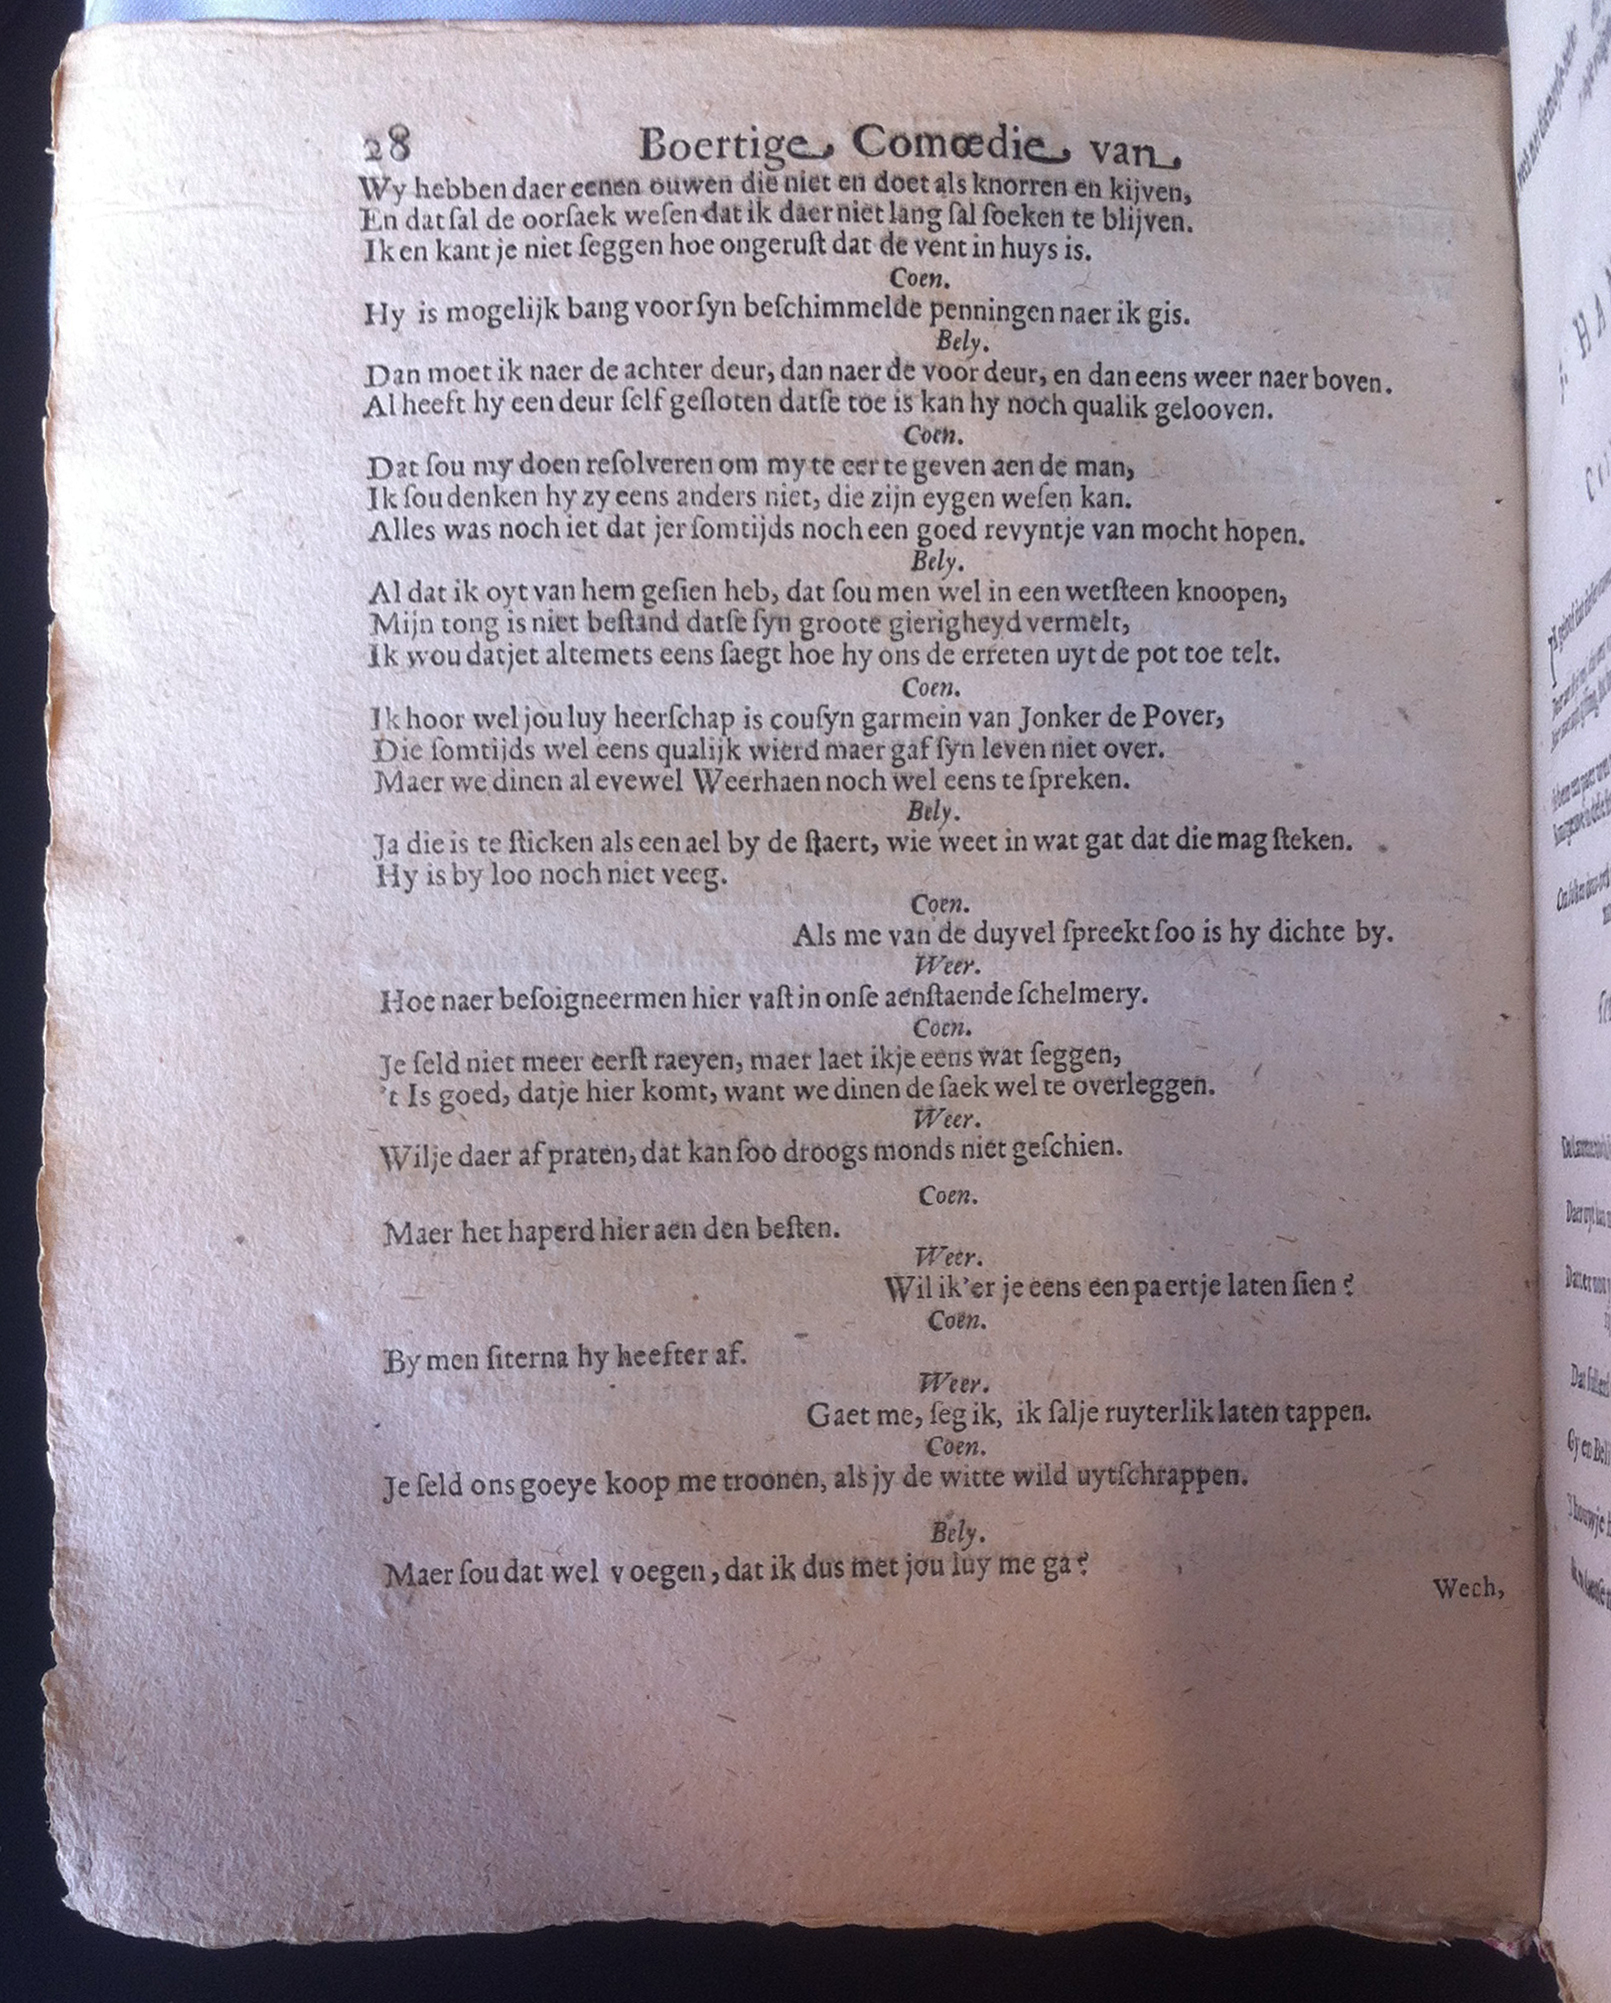 28 Boertige Comœdie van
Wy hebben daer eenen ouwen die niet en doet als knorren en kijven,
En dat ſal de oorſaek weſen dat ik daer niet lang ſal ſoeken te blijven.
Ik en kant je niet ſeggen hoe ongeruſt dat de vent in huys is.
Coen.
Hy is mogelijk bang voor ſyn beſchimmelde penningen naer ik gis.
Bely.
Dan moet ik naer de achter deur, dan naer de voor deur, en dan eens weer naer boven.
Al heeft hy een deur ſelf geſloten datſe toe is kan hy noch qualik gelooven.
Coen.
Dat ſou my doen reſolveren om my te eer te geven aen de man,
Ik ſou denken hy zy eens anders niet, die zijn eygen weſen kan.
Alles was noch iet dat jer ſomtijds noch een goed revyntje van mocht hopen.
Bely.
Al dat ik oyt van hem geſien heb, dat ſou men wel in een wetſteen knoopen,
Mijn tong is niet beſtand datſe ſyn groote gierigheyd vermelt,
Ik wou datjet altemets eens ſaegt hoe hy ons de erreten uyt de pot toe telt.
Coen.
Ik hoor wel jou luy heerſchap is couſyn garmein van Jonker de Pover,
Die ſomtijds wel eens qualijk wierd maer gaf ſyn leven niet over.
Maer we dinen al evewel Weerhaen noch wel eens te ſpreken.
Bely.
Ja die is te ſticken als een ael by de ſtaert, wie weet in wat gat dat die mag ſteken.
Hy is by loo noch niet veeg.
Coen.
Als me van de duyvel ſpreekt ſoo is hy dichte by.
Weer.
Hoe naer beſoigneermen hier vaſt in onſe aenſtaende ſchelmery.
Coen.
Je ſeld niet meer eerſt raeyen, maer laet ikje eens wat ſeggen,
't Is goed, datje hier komt, want we dinen de ſaek wel te overleggen.
Weer.
Wilje daer af praten, dat kan ſoo droogs monds niet geſchien.
Coen.
Maer het haperd hier aen den beſten.
Weer.
Wil ik'er je eens een paertje laten ſien?
Coen.
By men ſiterna hy heefter af.
Weer.
Gaet me, ſeg ik, ik ſalje ruyterlik laten tappen.
Coen.
Je ſeld ons goeye koop me troonen, als jy de witte wild uytſchrappen.
Bely.
Maer ſou dat wel voegen, dat ik dus met jou luy me ga?
Wech,